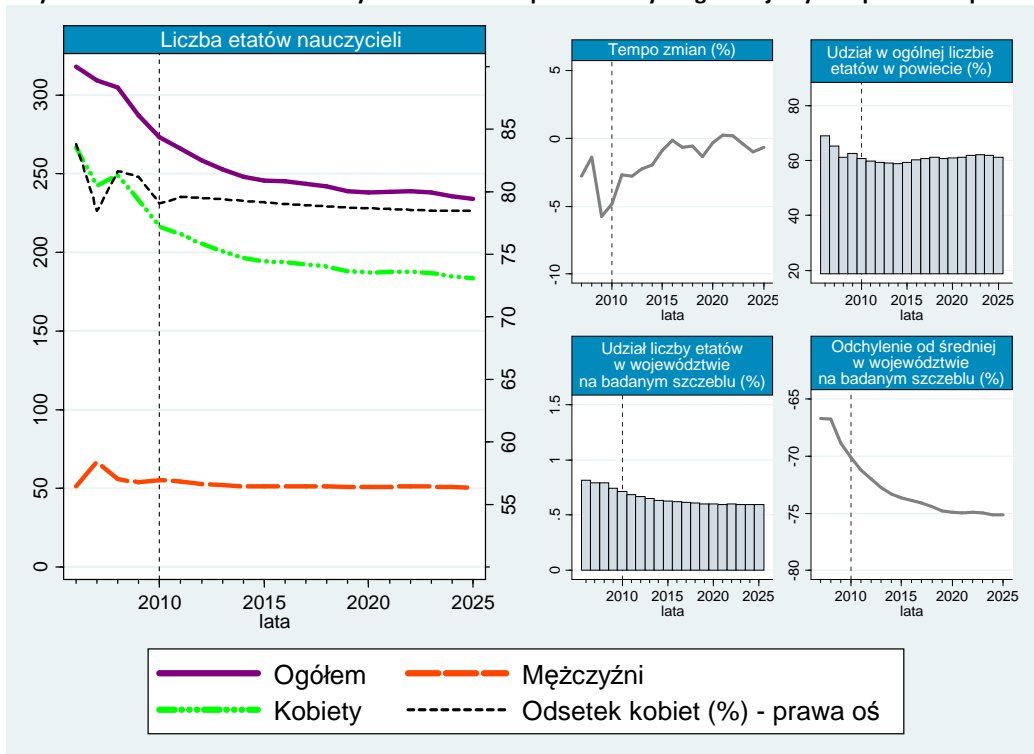 Liczba etatów nauczycieli
300
250
200
150
100
50
0
85
80
75
70
65
60
55
2010
2015
2020
2025
lata
Tempo zmian (%)
5
0
-5
-10
2010
2015
2020
2025
lata
Udział w ogólnej liczbie
etatów w powiecie (%)
80
60
40
20
2010
2015
2020
2025
lata
Udział liczby etatów
w województwie
na badanym szczeblu (%)
1.5
1
.5
0
2010
2015
2020
2025
lata
Odchylenie od średniej
w województwie
na badanym szczeblu (%)
-65
-70
-75
-80
2010
2015
2020
2025
lata
Ogółem
Mężczyźni
Kobiety
Odsetek kobiet (%) - prawa oś